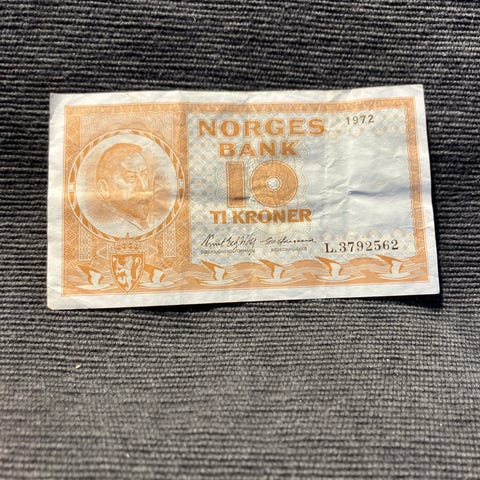 NORGES
1972
BANK
10
TI KRONER
L.3792562